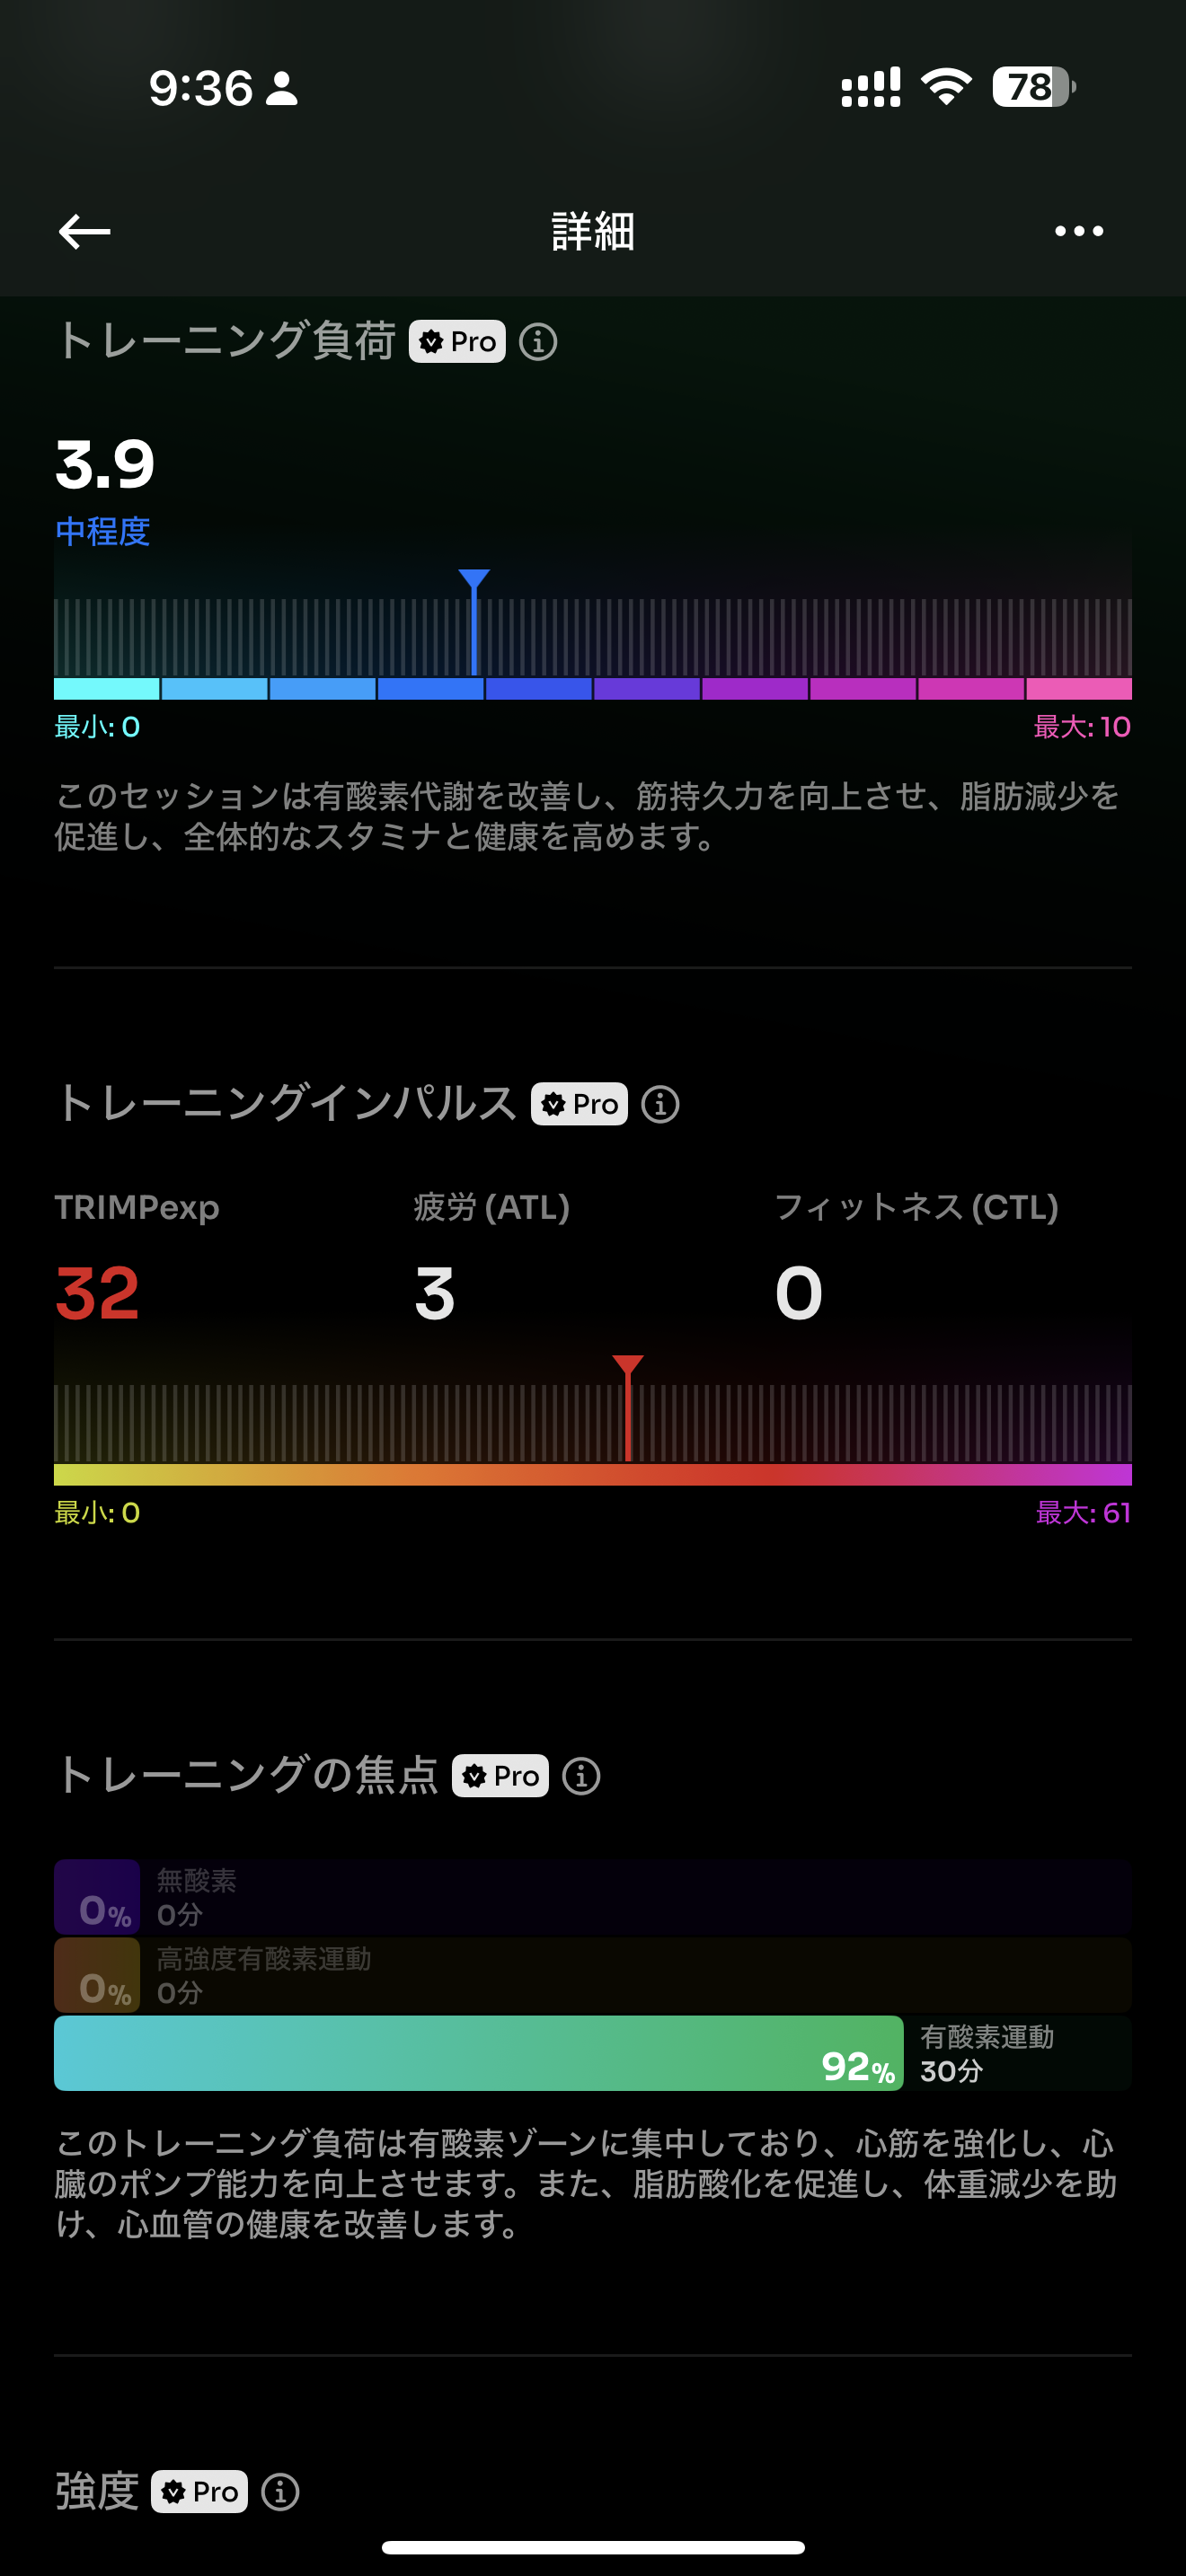 9:36
78
詳細
トレーニング負荷 Pro
3.9
中程度
最小: 0
最大: 10
このセッションは有酸素代謝を改善し、筋持久力を向上させ、脂肪減少を
促進し、全体的なスタミナと健康を高めます。
トレーニングインパルス Pro
TRIMPexp 疲労 (ATL) フィットネス (CTL)
32 3 0
最小: 0
最大: 61
トレーニングの焦点 Pro
0% 無酸素
0分
0% 高強度有酸素運動
0分
92% 有酸素運動
30分
このトレーニング負荷は有酸素ゾーンに集中しており、心筋を強化し、心
臓のポンプ能力を向上させます。また、脂肪酸化を促進し、体重減少を助
け、心血管の健康を改善します。
強度 Pro